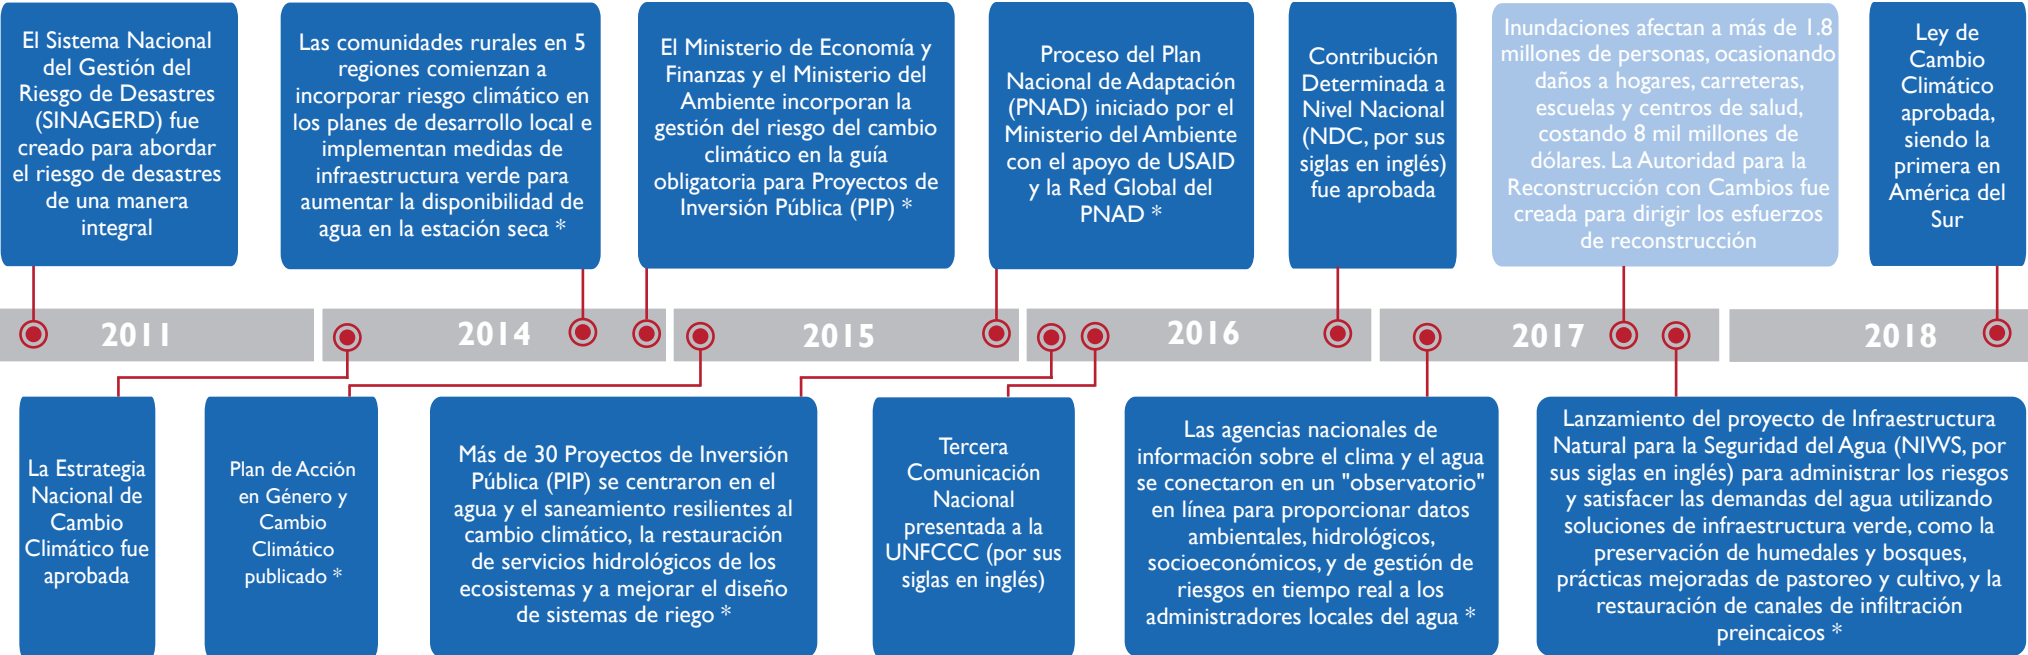 El Sistema Nacional
del Gestión del
Riesgo de Desastres
(SINAGERD) fue
creado para abordar
el riesgo de desastres
de una manera
integral
Las comunidades rurales en 5
regiones comienzan a
incorporar riesgo climático en
los planes de desarrollo local e
implementan medidas de
infraestructura verde para
aumentar la disponibilidad de
agua en la estación seca *
El Ministerio de Economía y
Finanzas y el Ministerio del
Ambiente incorporan la
gestión del riesgo del cambio
climático en la guía
obligatoria para Proyectos de
Inversión Pública (PIP) *
Proceso del Plan
Nacional de Adaptación
(PNAD) iniciado por el
Ministerio del Ambiente
con el apoyo de USAID
y la Red Global del
PNAD *
Contribución
Determinada a
Nivel Nacional
(NDC, por sus
siglas en inglés)
fue aprobada
Inundaciones afectan a más de 1.8
millones de personas, ocasionando
daños a hogares, carreteras,
escuelas y centros de salud,
costando 8 mil millones de
dólares. La Autoridad para la
Reconstrucción con Cambios fue
creada para dirigir los esfuerzos
de reconstrucción
Ley de
Cambio
Climático
aprobada,
siendo la
primera en
América del
Sur
2011
2014
2015
2016
2017
2018
La Estrategia
Nacional de
Cambio
Climático fue
aprobada
Plan de Acción
en Género y
Cambio
Climático
publicado *
Más de 30 Proyectos de Inversión
Pública (PIP) se centraron en el
agua y el saneamiento resilientes al
cambio climático, la restauración
de servicios hidrológicos de los
ecosistemas y a mejorar el diseño
de sistemas de riego *
Tercera
Comunicación
Nacional
presentada a la
UNFCCC (por sus
siglas en inglés)
Las agencias nacionales de
información sobre el clima y el agua
se conectaron en un "observatorio"
en línea para proporcionar datos
ambientales, hidrológicos,
socioeconómicos, y de gestión de
riesgos en tiempo real a los
administradores locales del agua *
Lanzamiento del proyecto de Infraestructura
Natural para la Seguridad del Agua (NIWS, por
sus siglas en inglés) para administrar los riesgos
y satisfacer las demandas del agua utilizando
soluciones de infraestructura verde, como la
preservación de humedales y bosques,
prácticas mejoradas de pastoreo y cultivo, y la
restauración de canales de infiltración
preincaicos *